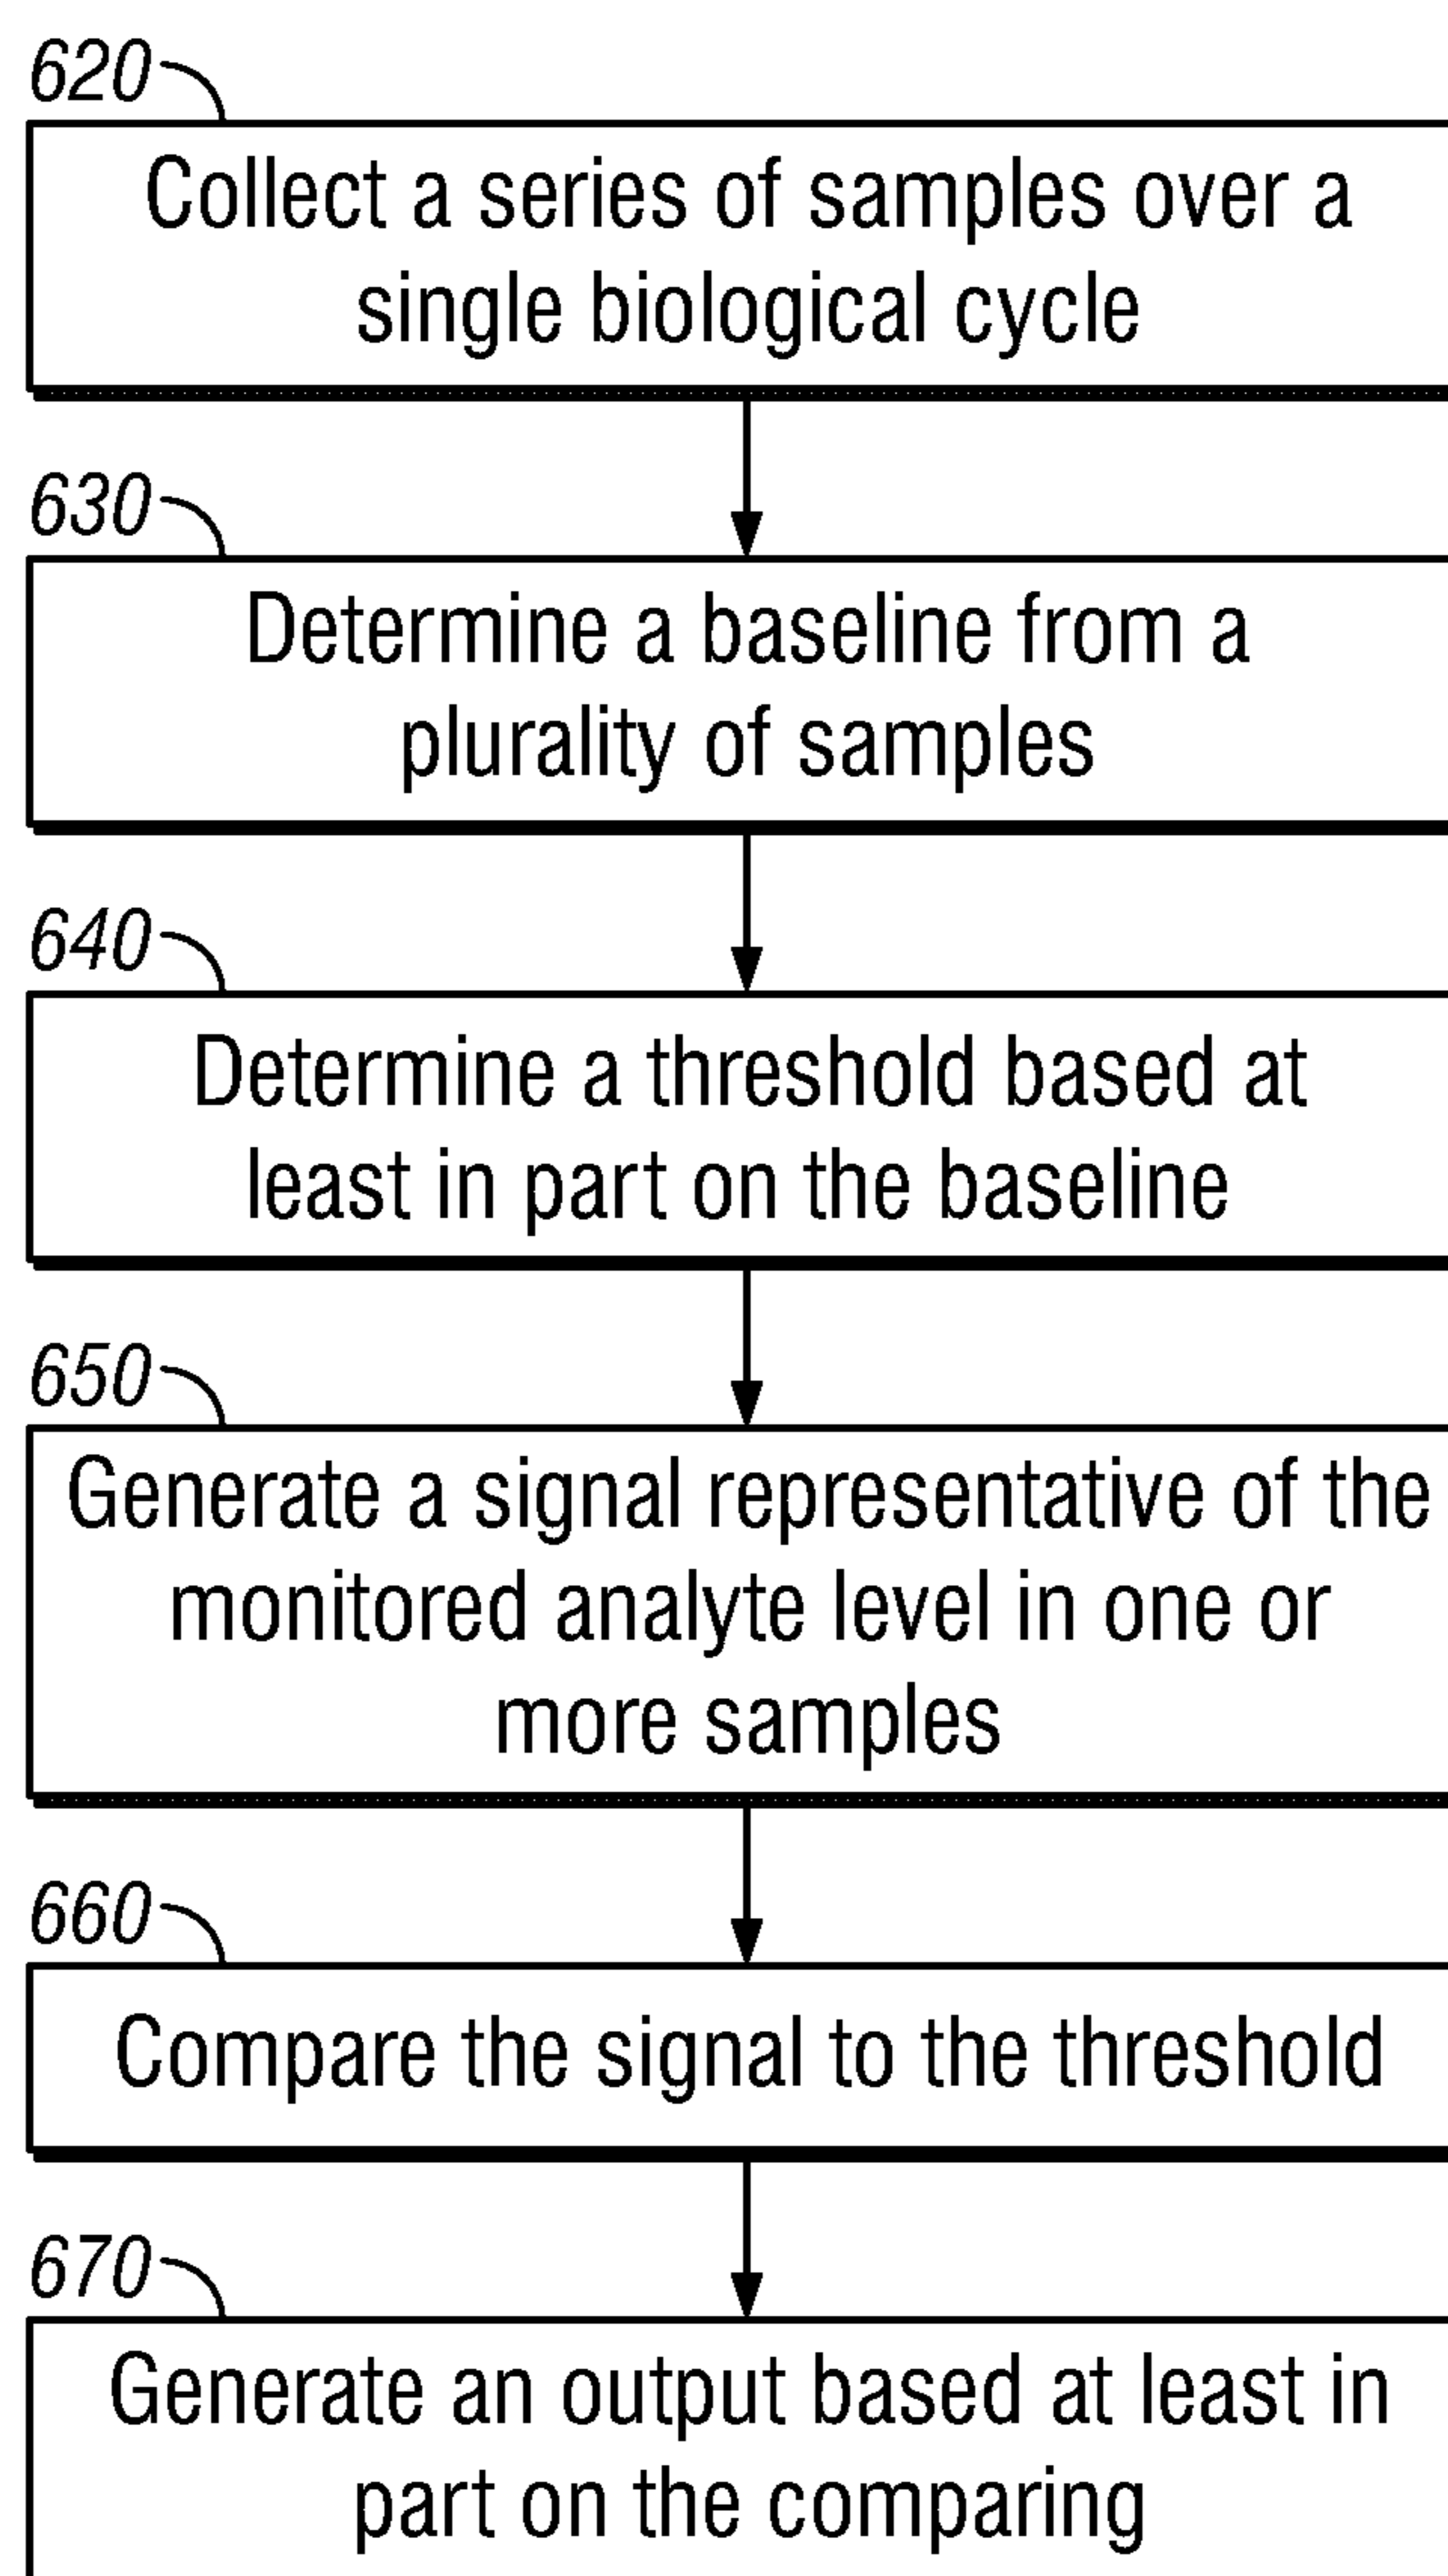 620
Collect a series of samples over a
single biological cycle
630
Determine a baseline from a
plurality of samples
640
Determine a threshold based at
least in part on the baseline
650
Generate a signal representative of the
monitored analyte level in one or
more samples
660
Compare the signal to the threshold
670
Generate an output based at least in
part on the comparing